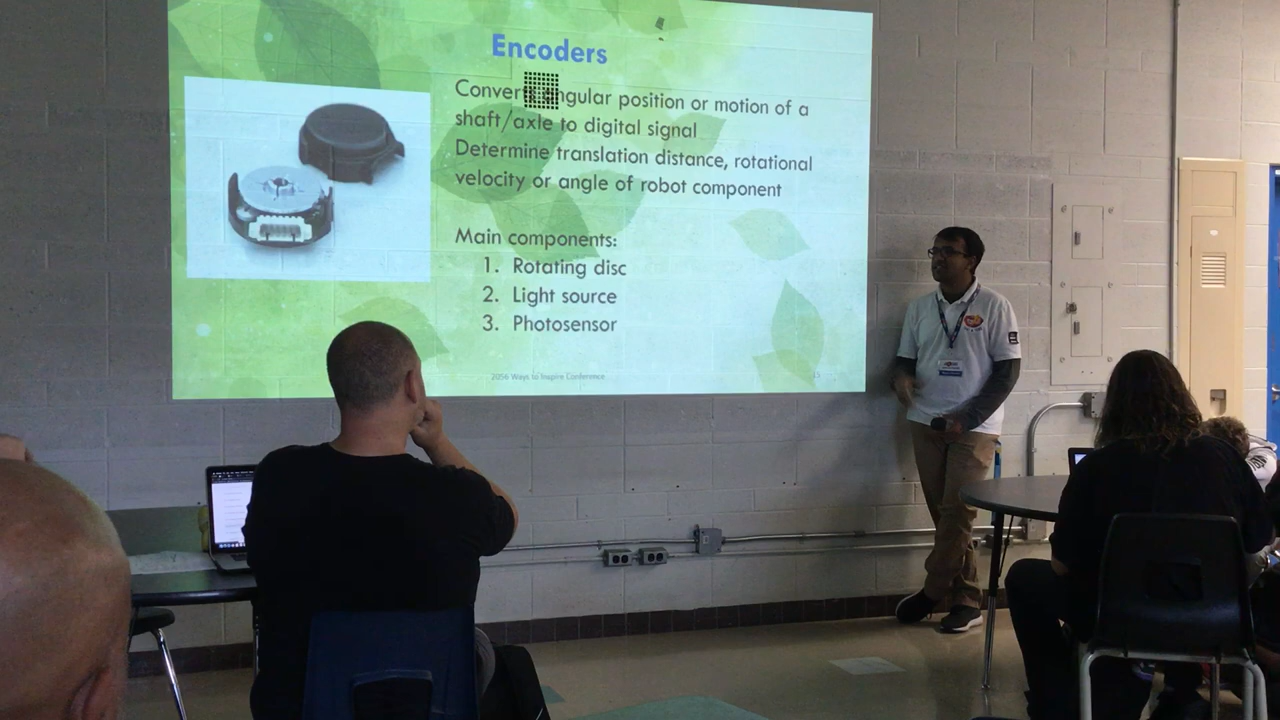 Encoders
Convert angular position or motion of a
shaft/axle to digital signal
Determine translation distance, rotational
velocity or angle of robot component
Main components:
1. Rotating disc
2. Light source
3. Photosensor
2056 Ways to Inspire Conference
15